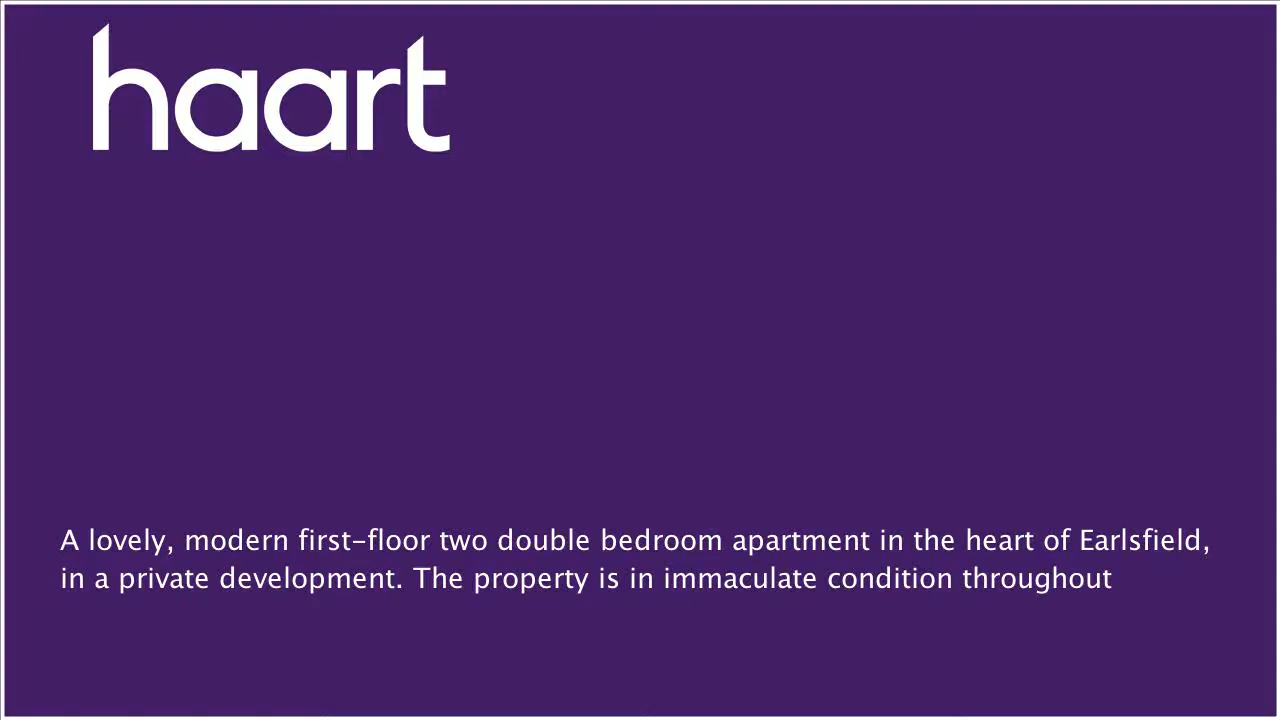 haart
A lovely, modern first-floor two double bedroom apartment in the heart of Earlsfield,
in a private development. The property is in immaculate condition throughout